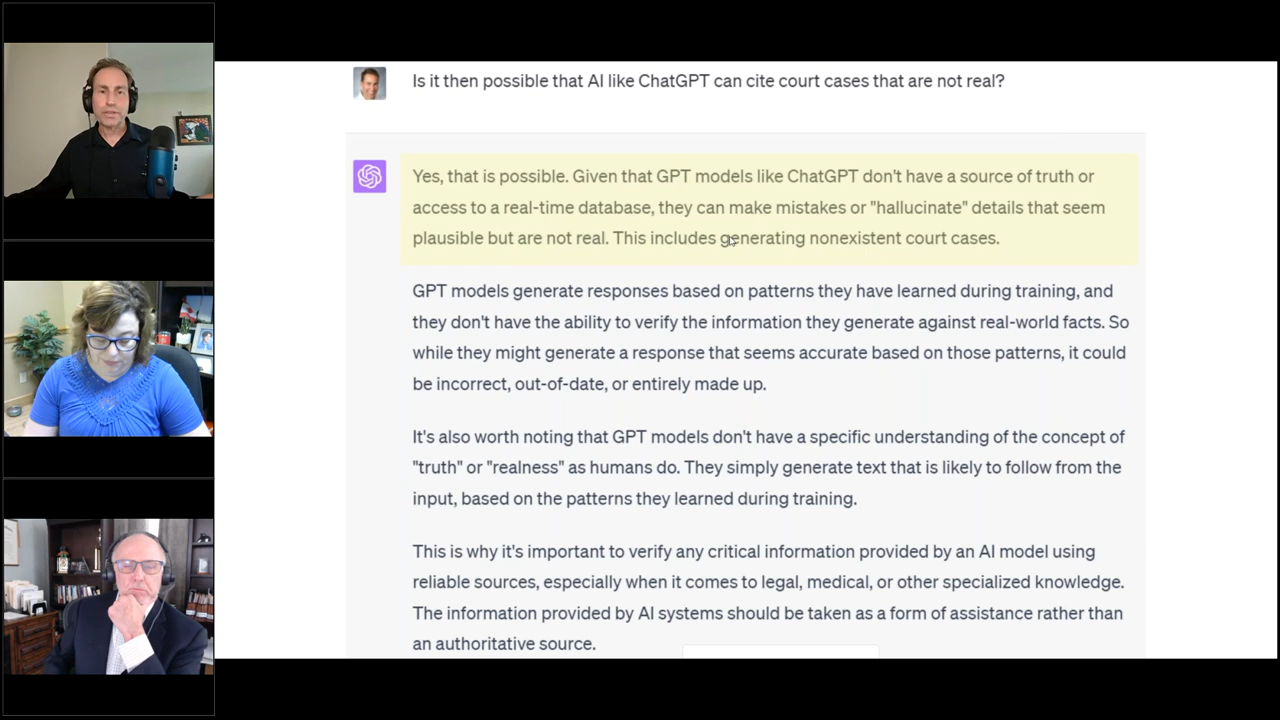 Is it then possible that AI like ChatGPT can cite court cases that are not real?
Yes, that is possible. Given that GPT models like ChatGPT don't have a source of truth or
access to a real-time database, they can make mistakes or "hallucinate" details that seem
plausible but are not real. This includes generating nonexistent court cases.
GPT models generate responses based on patterns they have learned during training, and
they don't have the ability to verify the information they generate against real-world facts. So
while they might generate a response that seems accurate based on those patterns, it could
be incorrect, out-of-date, or entirely made up.
It's also worth noting that GPT models don't have a specific understanding of the concept of
"truth" or "realness" as humans do. They simply generate text that is likely to follow from the
input, based on the patterns they learned during training.
This is why it's important to verify any critical information provided by an AI model using
reliable sources, especially when it comes to legal, medical, or other specialized knowledge.
The information provided by AI systems should be taken as a form of assistance rather than
an authoritative source.